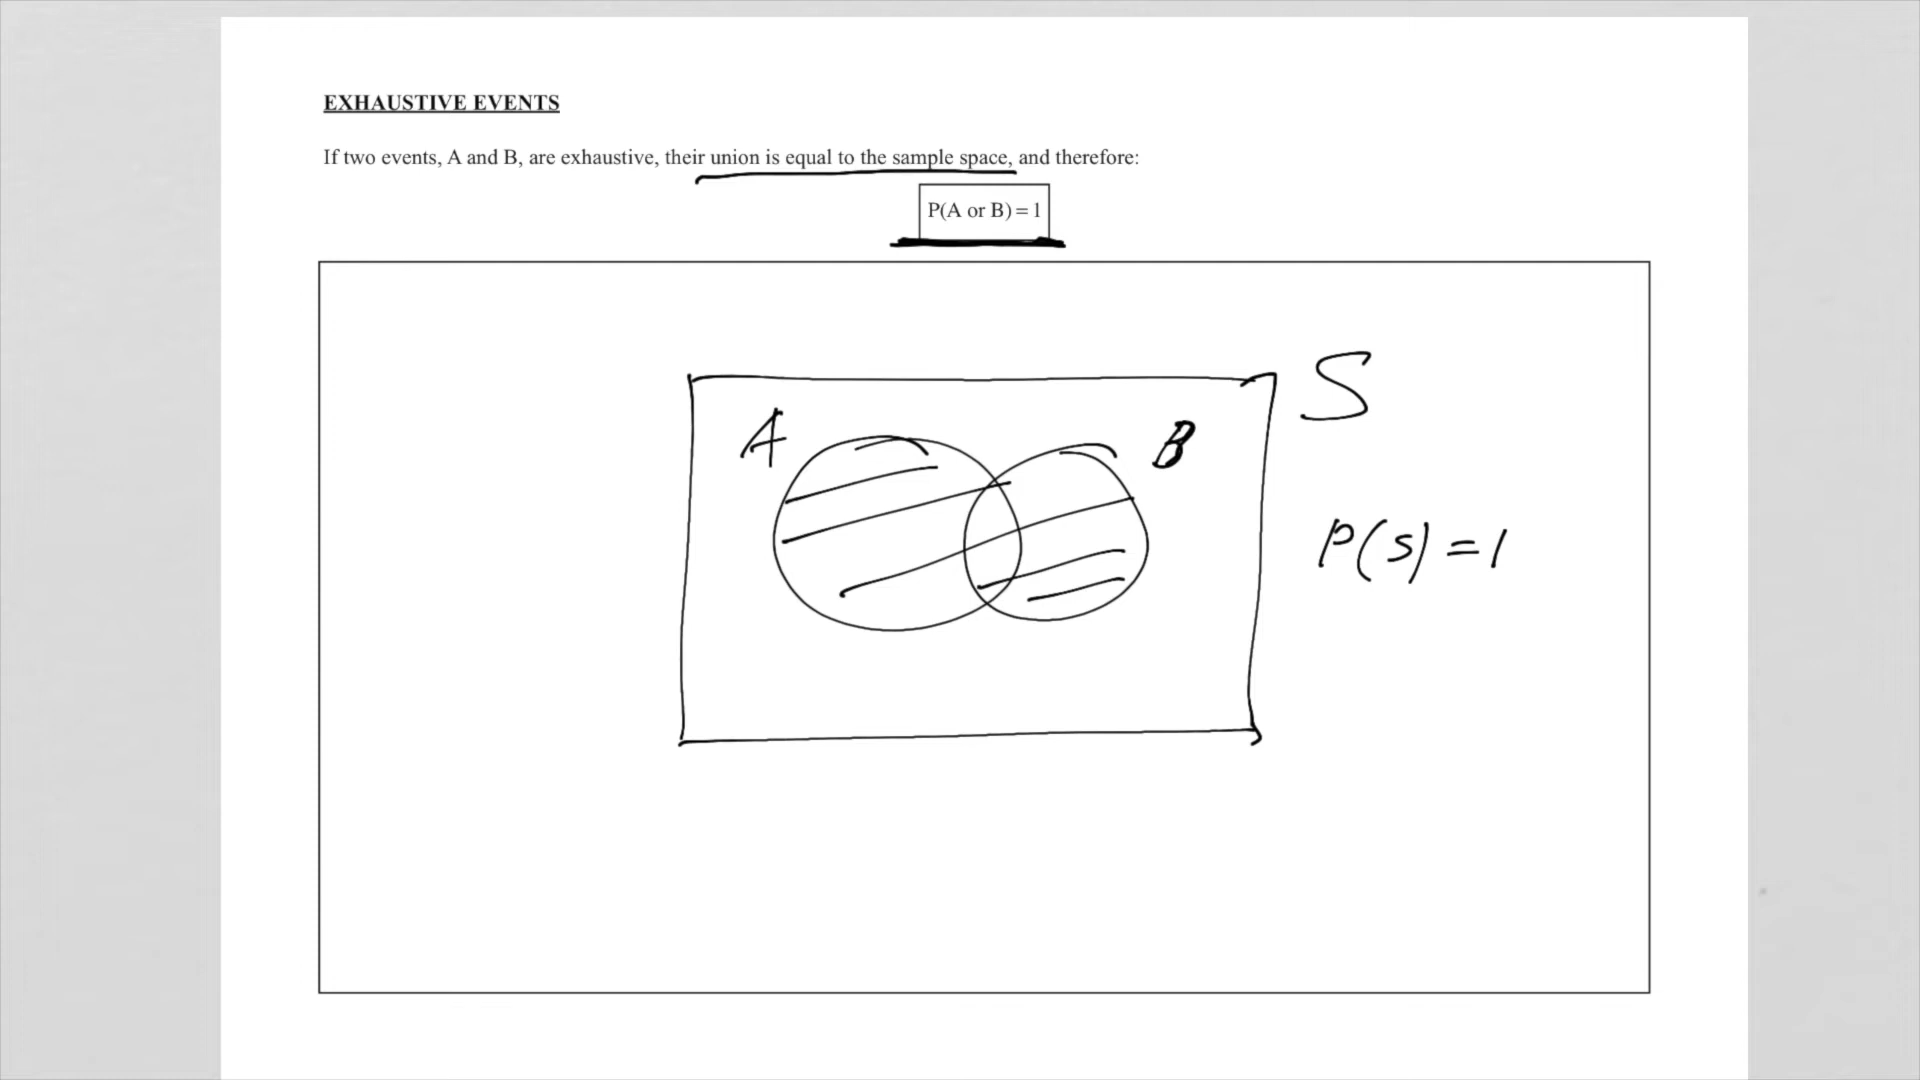 EXHAUSTIVE EVENTS
If two events, A and B, are exhaustive, their union is equal to the sample space, and therefore:
P(A or B) = 1
S
A
B
P(S) = 1